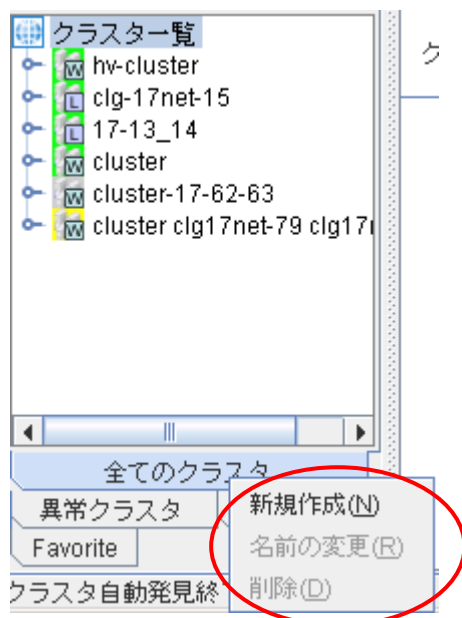 クラスター覧
hv-cluster
clg-17net-15
17-13_14
cluster
cluster-17-62-63
cluster clg17net-79 clg17
ク
全てのクラスタ
異常クラスタ
Favorite
新規作成(N)
名前の変更(R)
削除(D)
クラスタ自動発見終